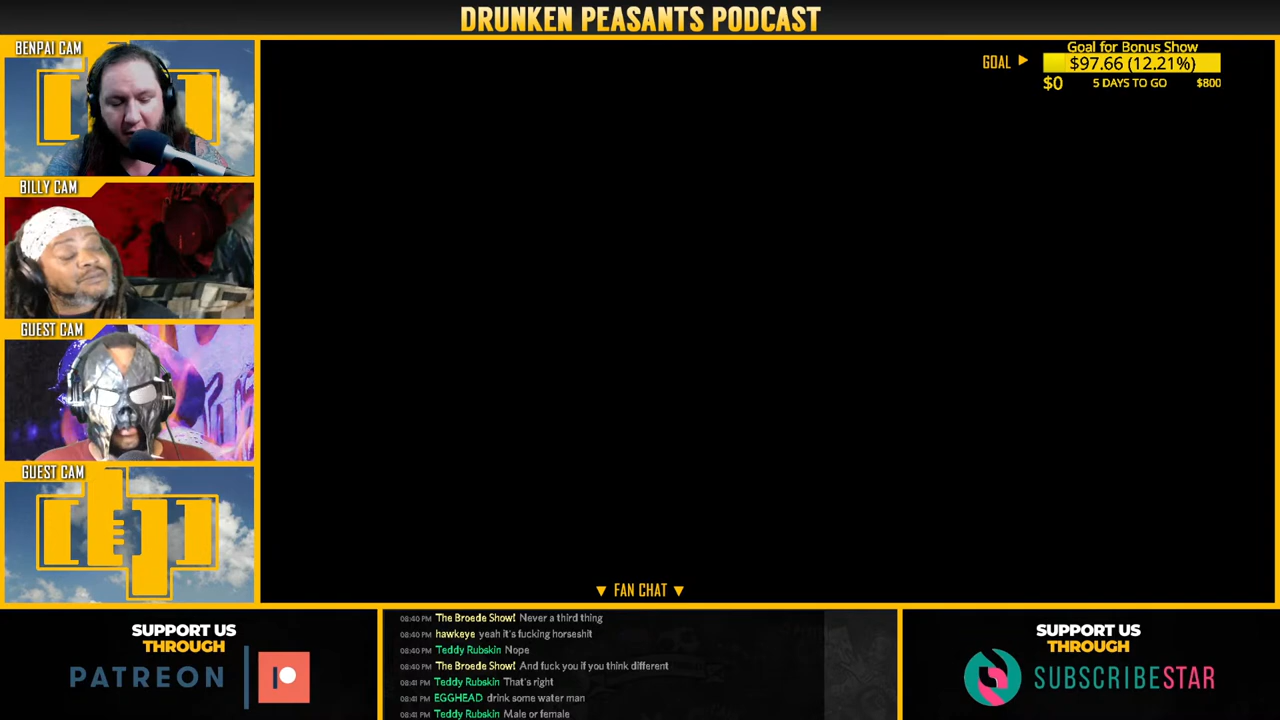 DRUNKEN PEASANTS PODCAST
BENPAI CAM
BILLY CAM
GUEST CAM
GUEST CAM
GOAL ▶
Goal for Bonus Show
$97.66 (12.21%)
$0 5 DAYS TO GO $800
▼ FAN CHAT ▼
SUPPORT US
THROUGH
PATREON
08:40 PM The Broede Show! Never a third thing
08:40 PM hawkeye yeah it's fucking horseshit
08:40 PM Teddy Rubskin Nope
08:40 PM The Broede Show! And fuck you if you think different
08:41 PM Teddy Rubskin That's right
08:41 PM EGGHEAD drink some water man
08:41 PM Teddy Rubskin Male or female
SUPPORT US
THROUGH
SUBSCRIBESTAR